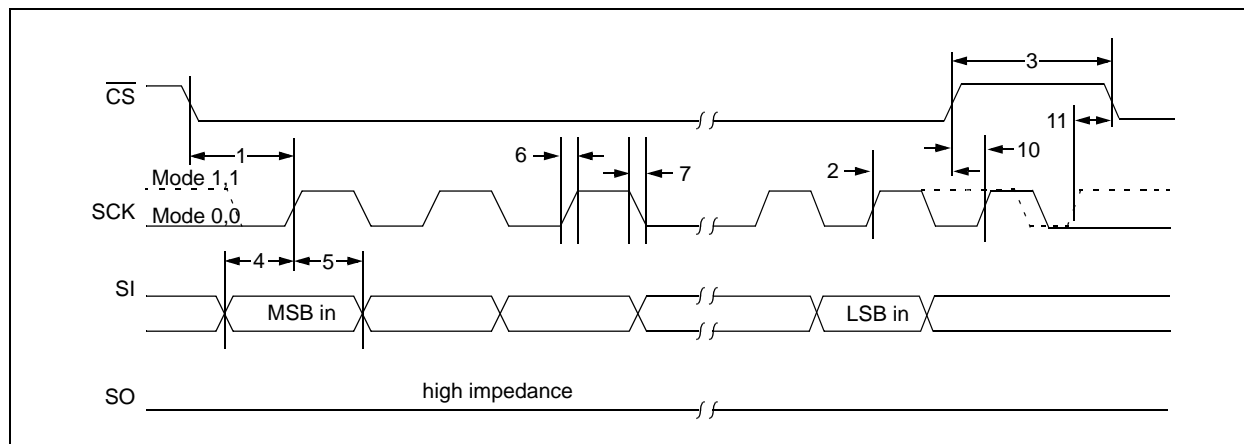 3
CS
11
1
6
10
Mode 1,1
2
7
SCK
Mode 0,0
4
5
SI
MSB in
LSB in
high impedance
SO